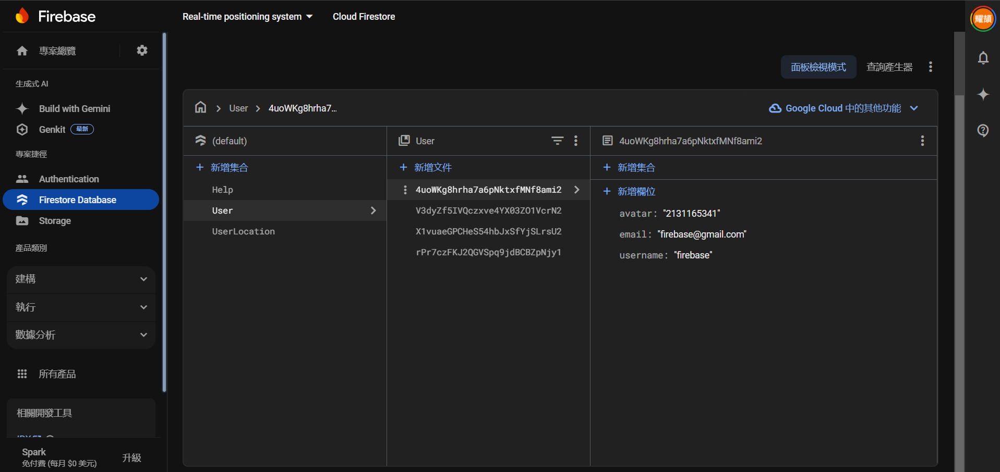 Firebase
Real-time positioning system
Cloud Firestore
耀頡
專案總覽
生成式 AI
Build with Gemini
Genkit
最新
專案捷徑
Authentication
Firestore Database
Storage
產品類別
建構
執行
數據分析
所有產品
相關開發工具
Spark
免付費 (每月 $0 美元)
升級
面板檢視模式
查詢產生器
User
4uoWKg8hrha7...
Google Cloud 中的其他功能
(default)
新增集合
Help
User
UserLocation
User
新增文件
4uoWKg8hrha7a6pNktxfMNf8ami2
V3dyZf5IVQczxve4YX03ZO1VcrN2
X1vuaeGPCHeS54hbJxSfYjSLrsU2
rPr7czFKJ2QGVSpq9jdBCBZpNjy1
4uoWKg8hrha7a6pNktxfMNf8ami2
新增集合
新增欄位
avatar: "2131165341"
email: "firebase@gmail.com"
username: "firebase"